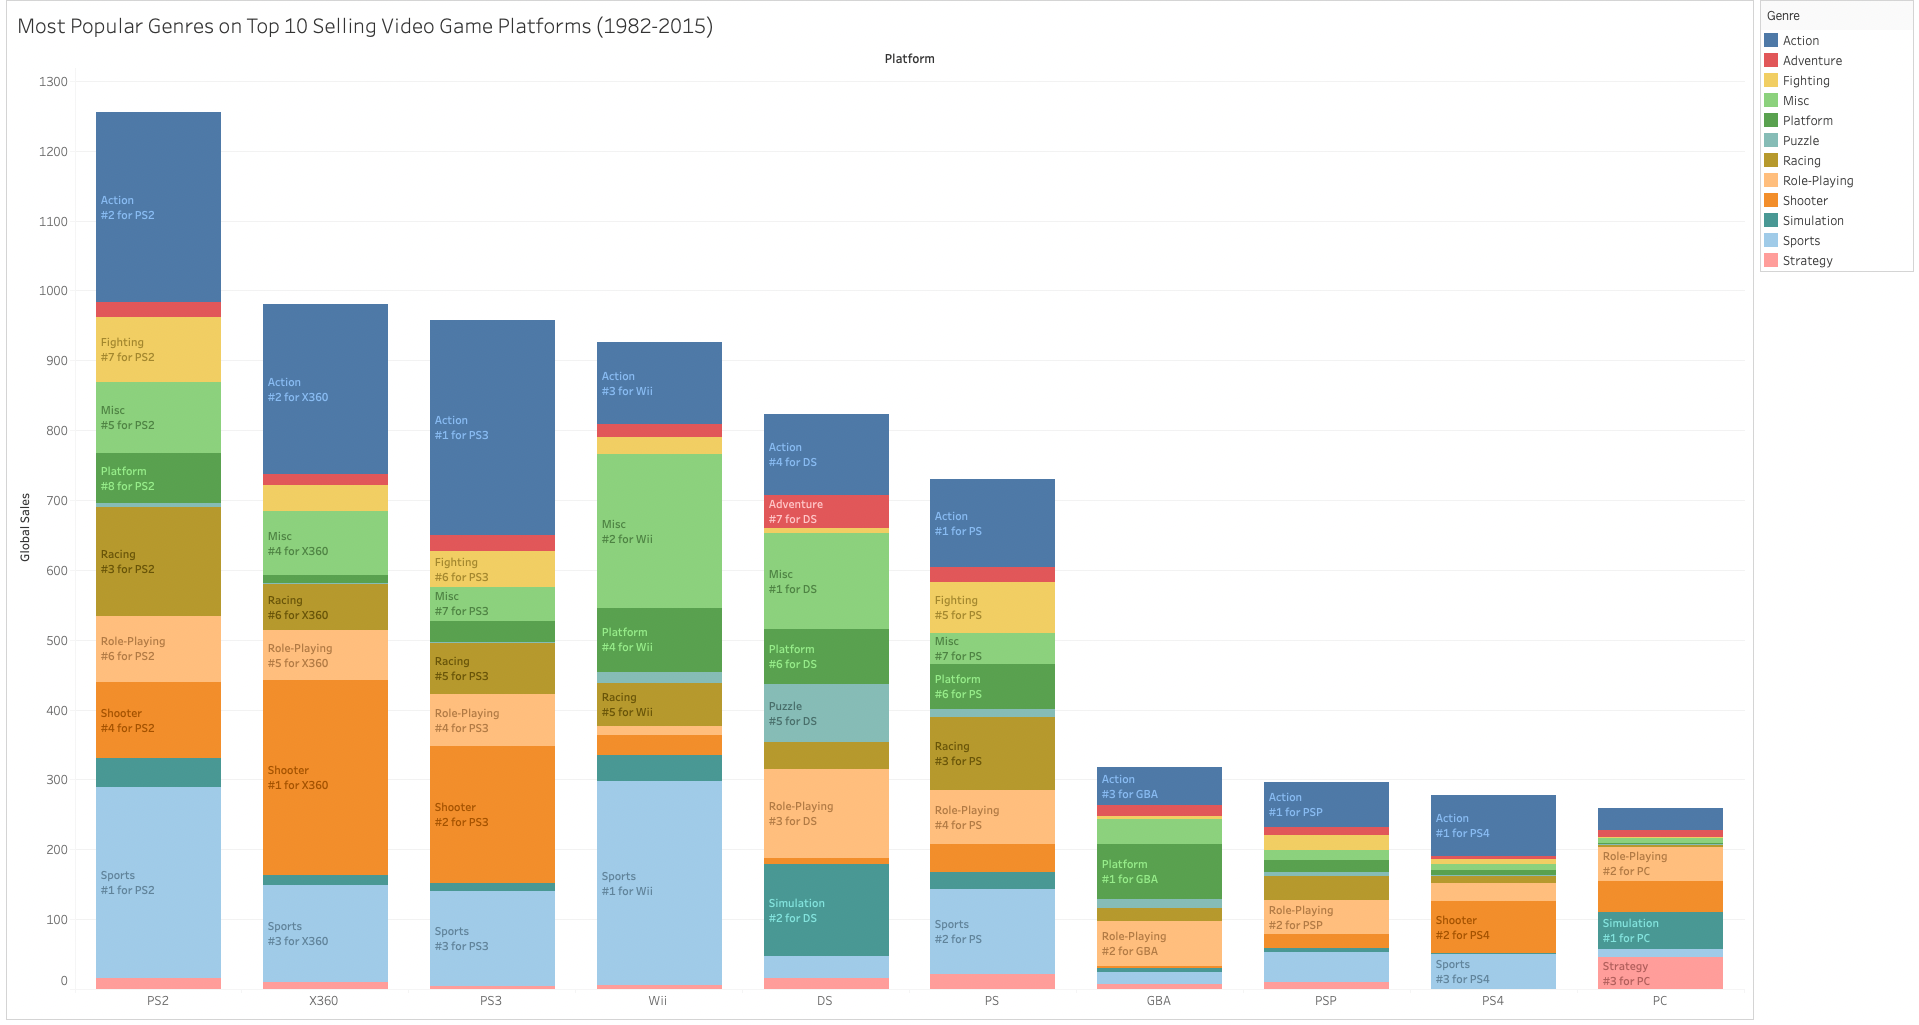 Most Popular Genres on Top 10 Selling Video Game Platforms (1982-2015)
Platform
Global Sales
1300
1200
1100
1000
900
800
700
600
500
400
300
200
100
0
Action
#2 for PS2
Fighting
#7 for PS2
Misc
#5 for PS2
Platform
#8 for PS2
Racing
#3 for PS2
Role-Playing
#6 for PS2
Shooter
#4 for PS2
Sports
#1 for PS2
Action
#2 for X360
Misc
#4 for X360
Racing
#6 for X360
Role-Playing
#5 for X360
Shooter
#1 for X360
Sports
#3 for X360
Action
#1 for PS3
Fighting
#6 for PS3
Misc
#7 for PS3
Racing
#5 for PS3
Role-Playing
#4 for PS3
Shooter
#2 for PS3
Sports
#3 for PS3
Action
#3 for Wii
Misc
#2 for Wii
Platform
#4 for Wii
Racing
#5 for Wii
Sports
#1 for Wii
Action
#4 for DS
Adventure
#7 for DS
Misc
#1 for DS
Platform
#6 for DS
Puzzle
#5 for DS
Role-Playing
#3 for DS
Simulation
#2 for DS
Action
#1 for PS
Fighting
#5 for PS
Misc
#7 for PS
Platform
#6 for PS
Racing
#3 for PS
Role-Playing
#4 for PS
Sports
#2 for PS
Action
#3 for GBA
Platform
#1 for GBA
Role-Playing
#2 for GBA
Action
#1 for PSP
Role-Playing
#2 for PSP
Action
#1 for PS4
Shooter
#2 for PS4
Sports
#3 for PS4
Role-Playing
#2 for PC
Simulation
#1 for PC
Strategy
#3 for PC
PS2
X360
PS3
Wii
DS
PS
GBA
PSP
PS4
PC
Genre
Action
Adventure
Fighting
Misc
Platform
Puzzle
Racing
Role-Playing
Shooter
Simulation
Sports
Strategy